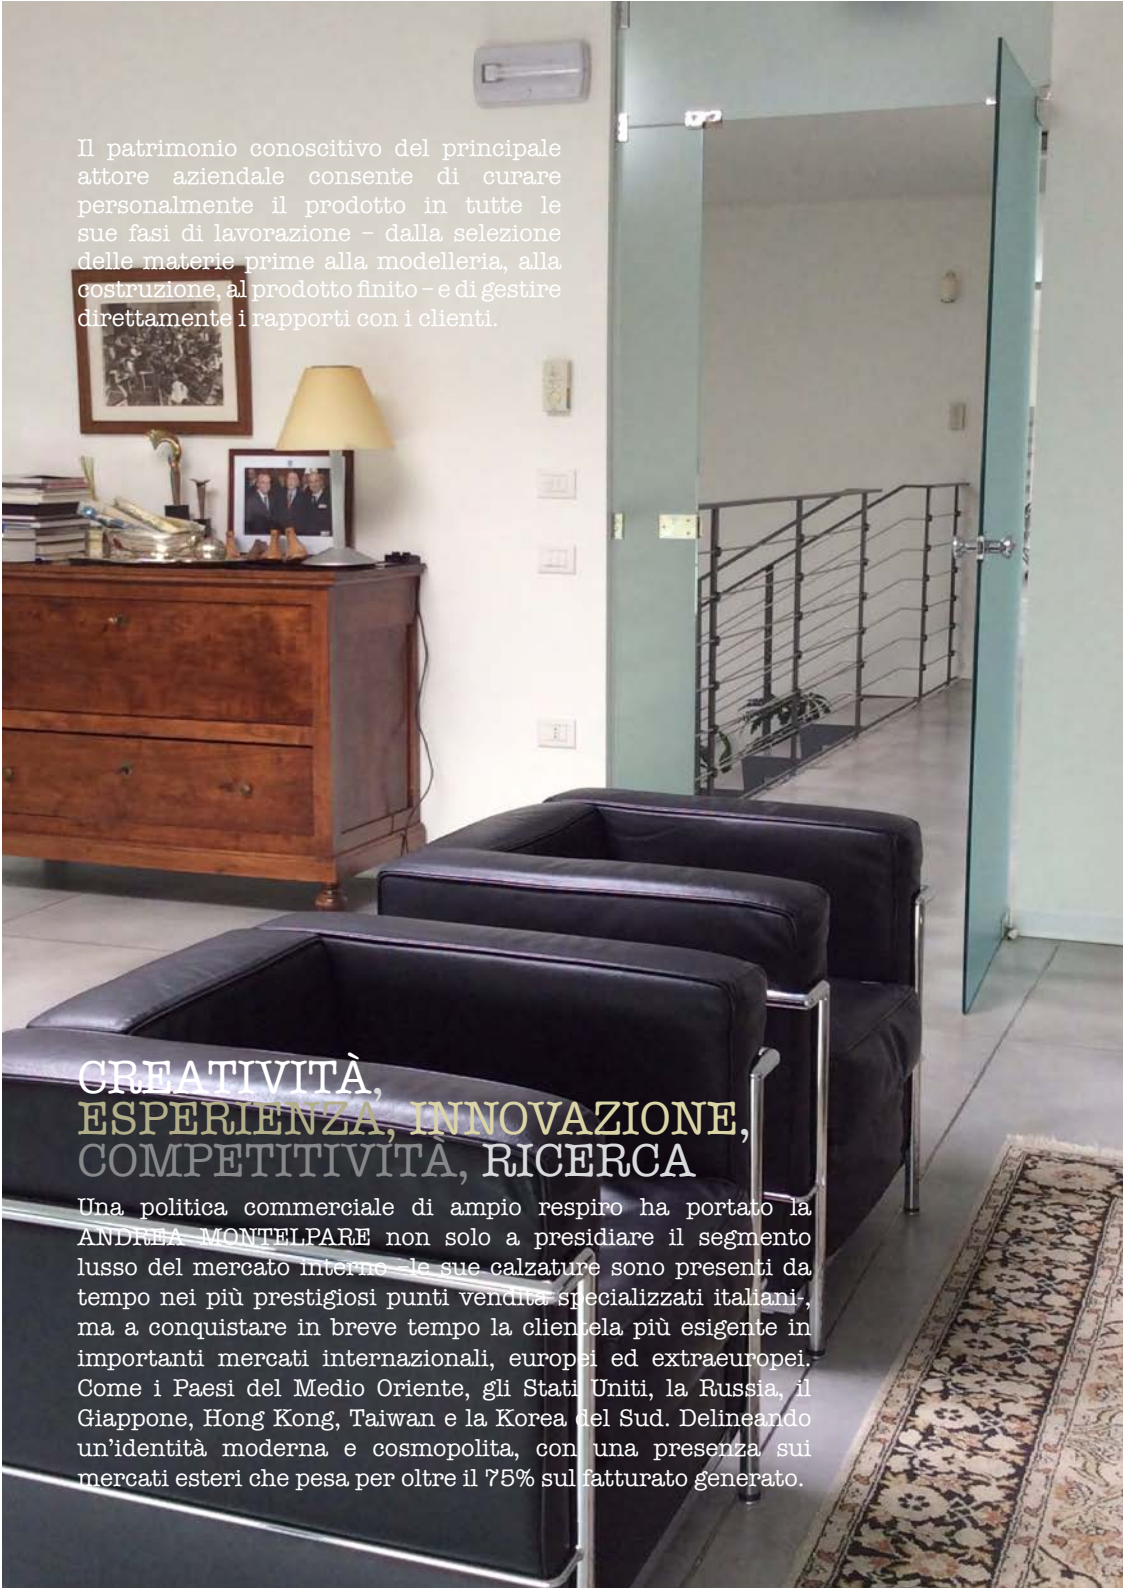 Il patrimonio conoscitivo del principale
attore aziendale consente di curare
personalmente il prodotto in tutte le
sue fasi di lavorazione – dalla selezione
delle materie prime alla modelleria, alla
costruzione, al prodotto finito – e di gestire
direttamente i rapporti con i clienti.
CREATIVITÀ,
ESPERIENZA, INNOVAZIONE,
COMPETITIVITÀ, RICERCA
Una politica commerciale di ampio respiro ha portato la
ANDREA MONTELPARE non solo a presidiare il segmento
lusso del mercato interno –le sue calzature sono presenti da
tempo nei più prestigiosi punti vendita specializzati italiani-,
ma a conquistare in breve tempo la clientela più esigente in
importanti mercati internazionali, europei ed extraeuropei.
Come i Paesi del Medio Oriente, gli Stati Uniti, la Russia, il
Giappone, Hong Kong, Taiwan e la Korea del Sud. Delineando
un'identità moderna e cosmopolita, con una presenza sui
mercati esteri che pesa per oltre il 75% sul fatturato generato.